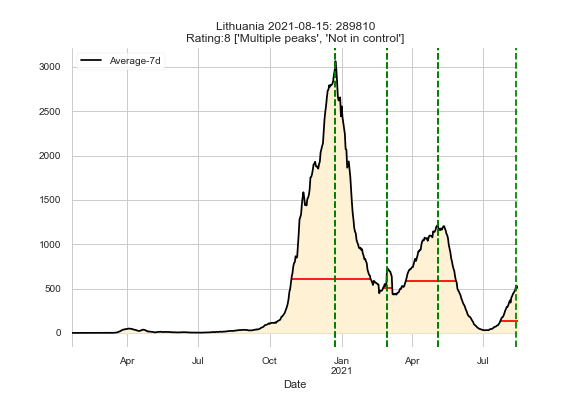 Lithuania 2021-08-15: 289810
Rating:8 ['Multiple peaks', 'Not in control']
Average-7d
3000
2500
2000
1500
1000
500
0
Apr Jul Oct Jan Apr Jul
2021
Date